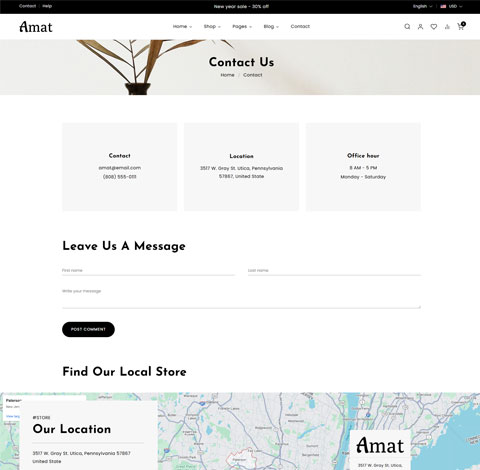 Contact Help
New year sale - 30% off
English
USD
Amat
Home Shop Pages Blog Contact
0
Contact Us
Home Contact
Contact
amat@email.com
(808) 555-0111
Location
3517 W. Gray St. Utica, Pennsylvania
57867, United State
Office hour
8 AM - 5 PM
Monday - Saturday
Leave Us A Message
First name
Last name
Write your message
POST COMMENT
Find Our Local Store
#STORE
Our Location
3517 W. Gray St. Utica, Pennsylvania 57867
United State
Amat
3517 W. Gray St. Utica,